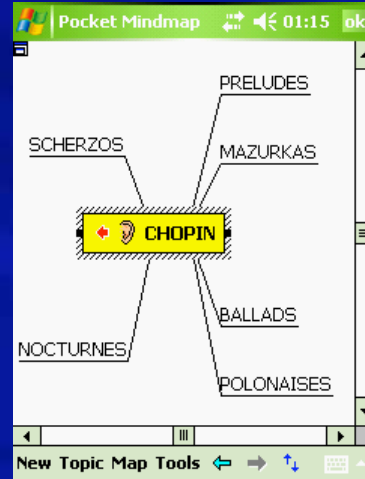 Pocket Mindmap 01:15 ok
PRELUDES
SCHERZOS
MAZURKAS
CHOPIN
BALLADS
NOCTURNES
POLONAISES
New Topic Map Tools